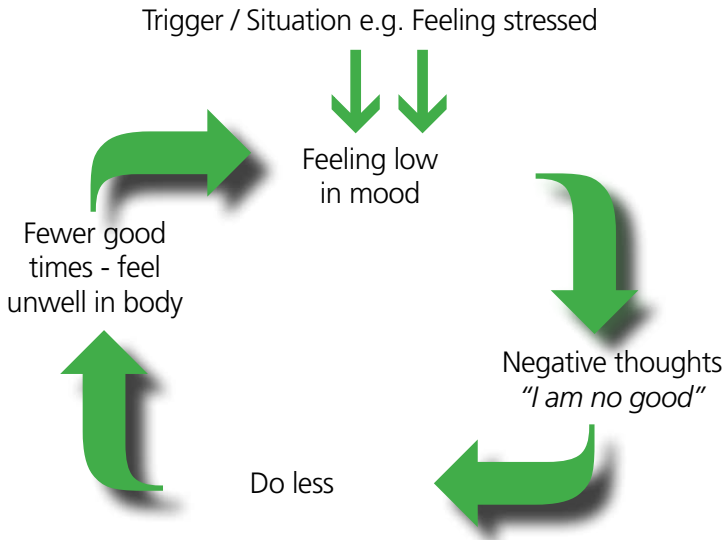 Trigger / Situation e.g. Feeling stressed
Feeling low
in mood
Negative thoughts
“I am no good”
Do less
Fewer good
times - feel
unwell in body